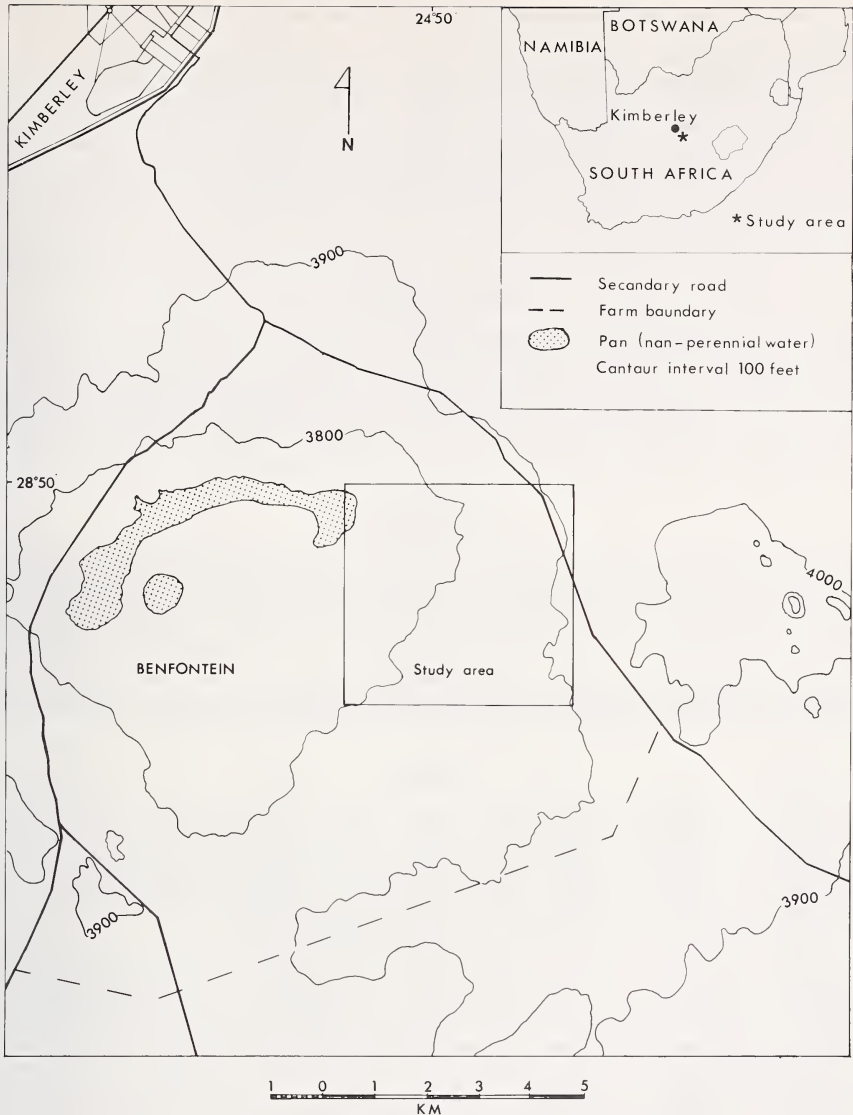 24°50'
KIMBERLEY
N
NAMIBIA
BOTSWANA
Kimberley
*
SOUTH AFRICA
*Study area
Secandary road
Farm baundary
Pan (nan-perennial water)
Cantaur interval 100 feet
3900
3800
28°50'
4000
BENFONTEIN
Study area
3900
3900
1 0 1 2 3 4 5
KM